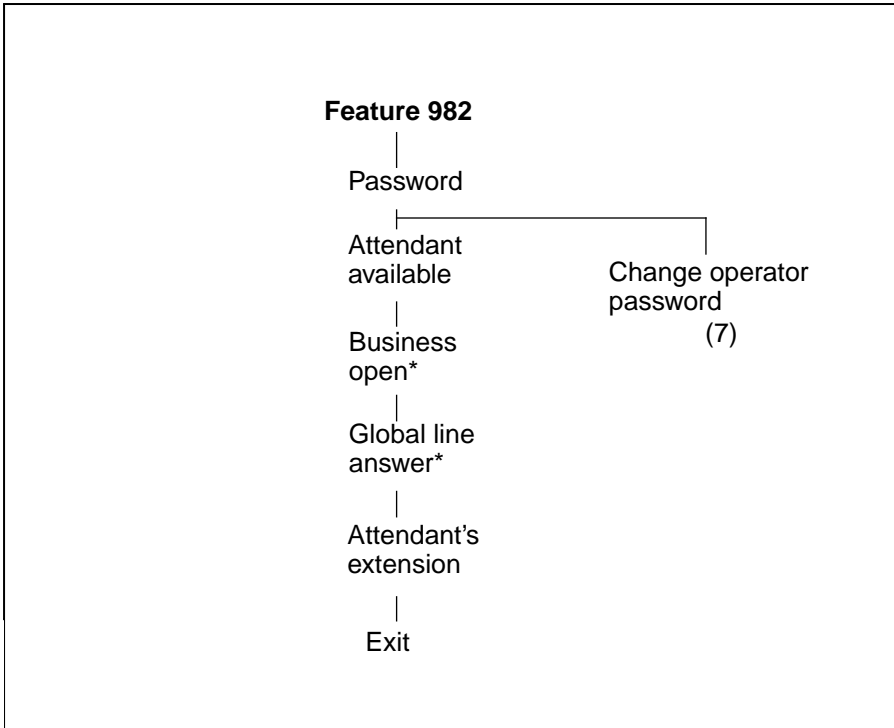 Feature 982
Password
Attendant
available
Change operator
password
(7)
Business
open*
Global line
answer*
Attendant’s
extension
Exit